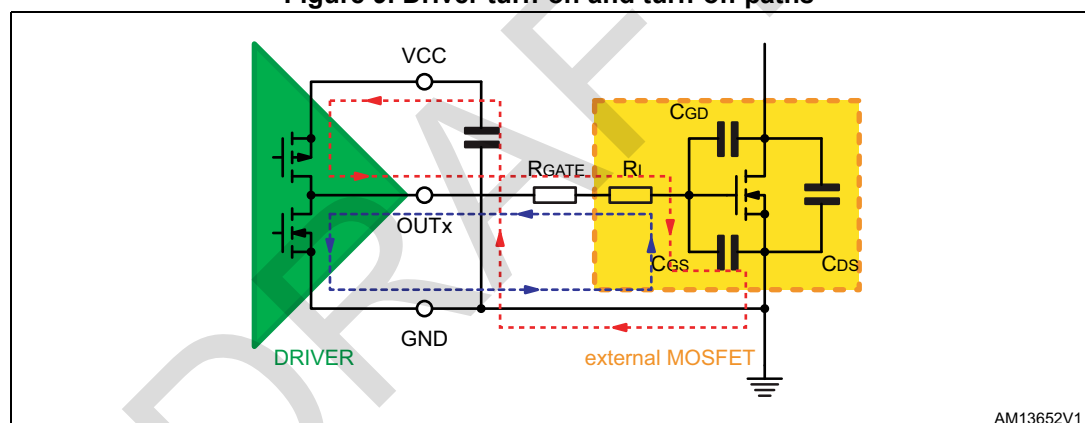 Figure 9. Driver turn-on and turn-off paths
VCC
CGD
RGATE
RI
OUTx
CGS
CDS
GND
DRIVER
external MOSFET
AM13652V1
DRAFT